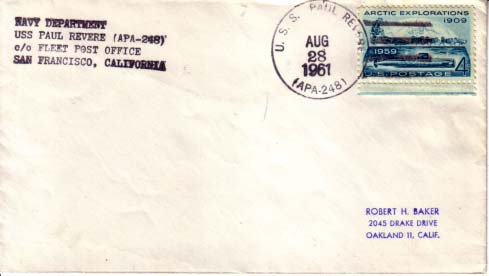 NAVY DEPARTMENT
USS PAUL REVERE (APA-248)
c/o FLEET POST OFFICE
SAN FRANCISCO, CALIFORNIA
U. S. S. PAUL REVERE
AUG
28
1961
(APA-248)
ARCTIC EXPLORATIONS
1909
1959
4¢
U.S. POSTAGE
ROBERT H. BAKER
2045 DRAKE DRIVE
OAKLAND 11, CALIF.